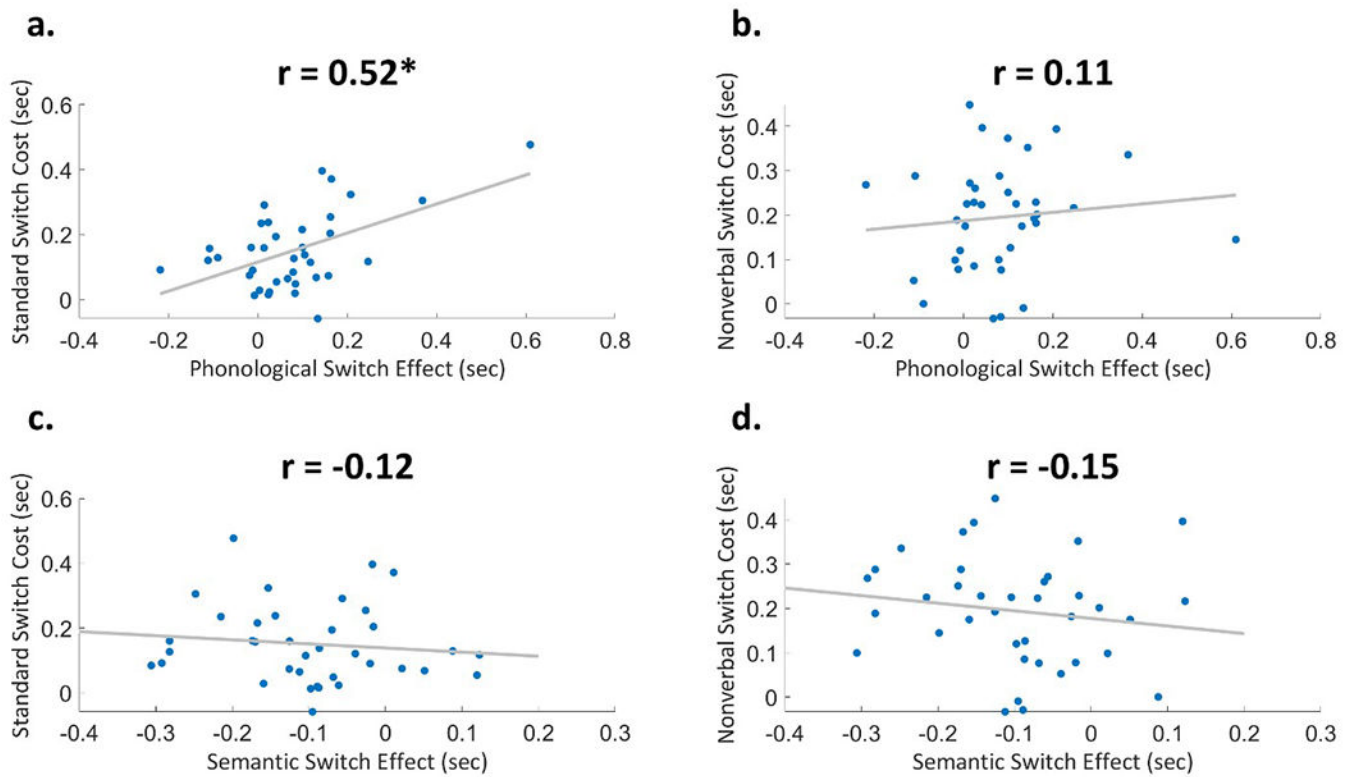 a.
r = 0.52*
Standard Switch Cost (sec)
0.6
0.4
0.2
0
-0.4 -0.2 0 0.2 0.4 0.6 0.8
Phonological Switch Effect (sec)
b.
r = 0.11
Nonverbal Switch Cost (sec)
0.4
0.3
0.2
0.1
0
-0.4 -0.2 0 0.2 0.4 0.6 0.8
Phonological Switch Effect (sec)
c.
r = -0.12
Standard Switch Cost (sec)
0.6
0.4
0.2
0
-0.4 -0.3 -0.2 -0.1 0 0.1 0.2 0.3
Semantic Switch Effect (sec)
d.
r = -0.15
Nonverbal Switch Cost (sec)
0.4
0.3
0.2
0.1
0
-0.4 -0.3 -0.2 -0.1 0 0.1 0.2 0.3
Semantic Switch Effect (sec)